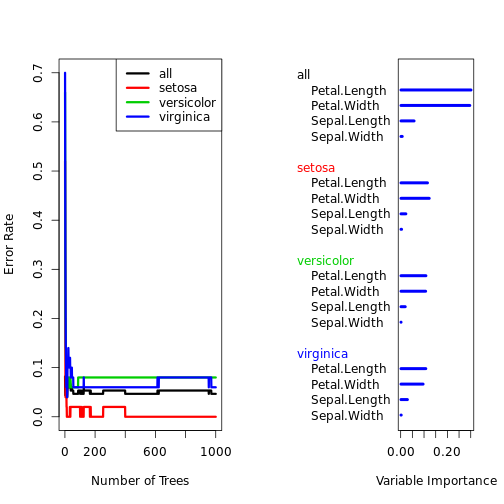 all
setosa
versicolor
virginica
Error Rate
0.7
0.6
0.5
0.4
0.3
0.2
0.1
0.0
0 200 600 1000
Number of Trees
all
Petal.Length
Petal.Width
Sepal.Length
Sepal.Width
setosa
Petal.Length
Petal.Width
Sepal.Length
Sepal.Width
versicolor
Petal.Length
Petal.Width
Sepal.Length
Sepal.Width
virginica
Petal.Length
Petal.Width
Sepal.Length
Sepal.Width
0.00 0.20
Variable Importance